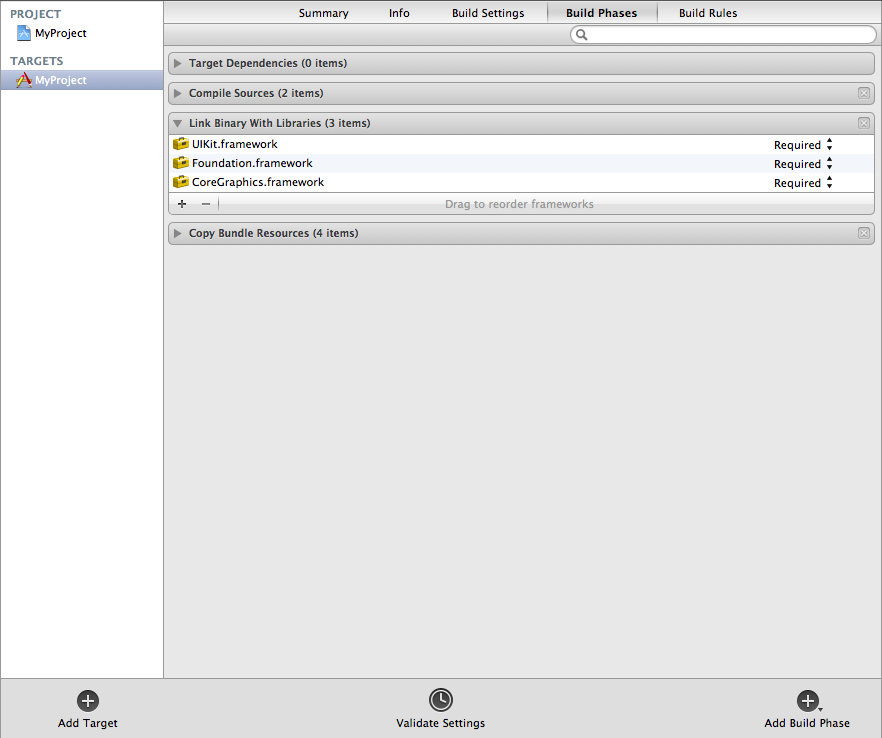 PROJECT
MyProject
TARGETS
MyProject
Summary Info Build Settings Build Phases Build Rules
Target Dependencies (0 items)
Compile Sources (2 items)
Link Binary With Libraries (3 items)
UIKit.framework Required
Foundation.framework Required
CoreGraphics.framework Required
Drag to reorder frameworks
Copy Bundle Resources (4 items)
Add Target Validate Settings Add Build Phase